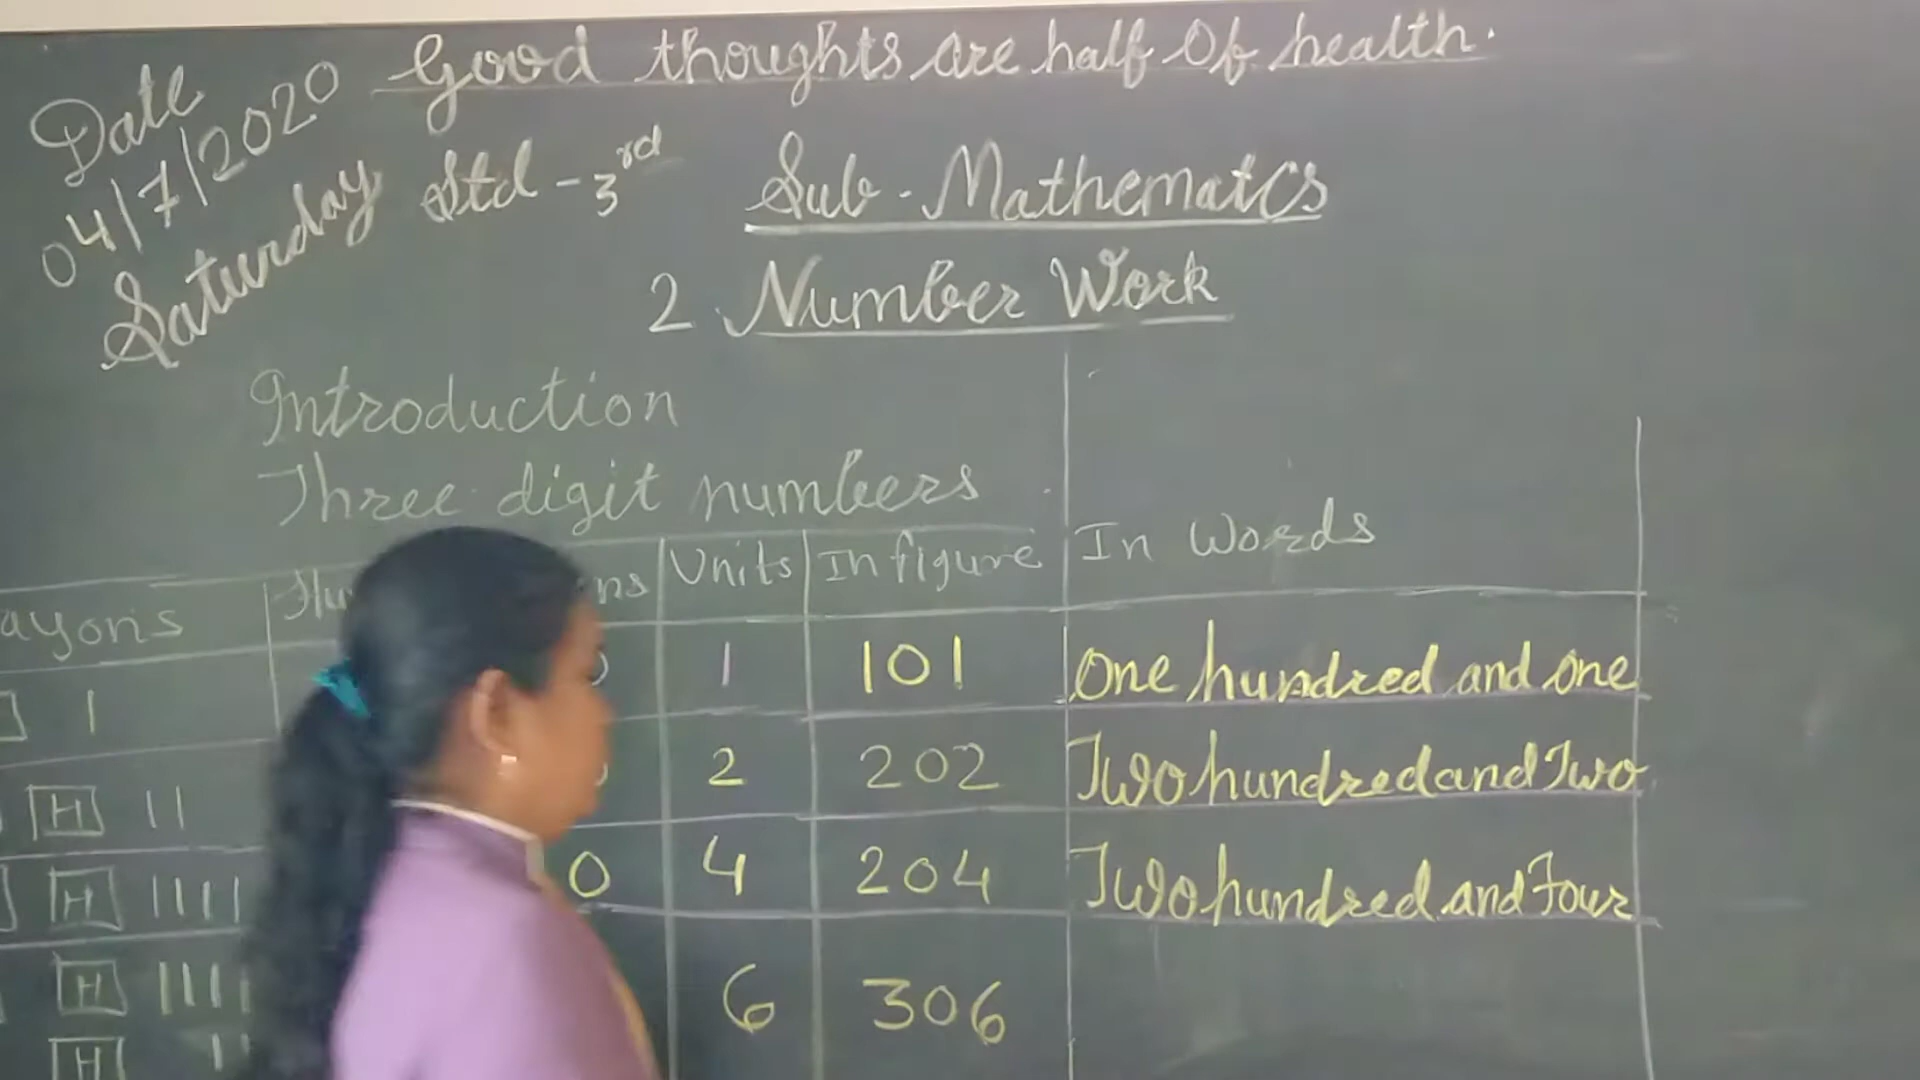 Good thoughts are half of health.
Date
04/7/2020
Saturday
Std - 3rd
Sub - Mathematcs
2. Number Work
Introduction
Three digit numbers
Units In figure In Words
1 101 One hundred and one
H 2 202 Two hundred and Two
H 0 4 204 Two hundred and Four
H 6 306
H